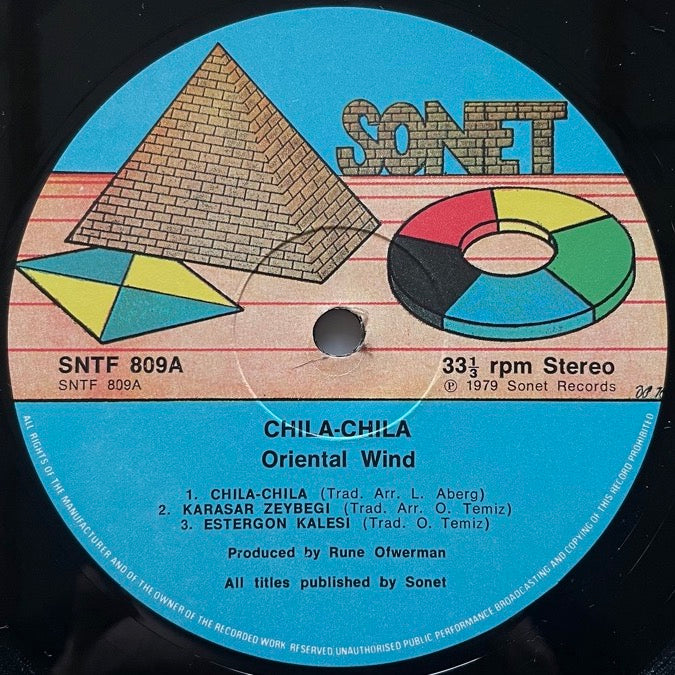 SONET
SNTF 809A
SNTF 809A
33⅓ rpm Stereo
℗ 1979 Sonet Records
CHILA-CHILA
Oriental Wind
1. CHILA-CHILA (Trad. Arr. L. Aberg)
2. KARASAR ZEYBEGI (Trad. Arr. O. Temiz)
3. ESTERGON KALESI (Trad. O. Temiz)
Produced by Rune Ofwerman
All titles published by Sonet
ALL RIGHTS OF THE MANUFACTURER AND OF THE OWNER OF THE RECORDED WORK RESERVED UNAUTHORISED PUBLIC PERFORMANCE BROADCASTING AND COPYING OF THIS RECORD PROHIBITED